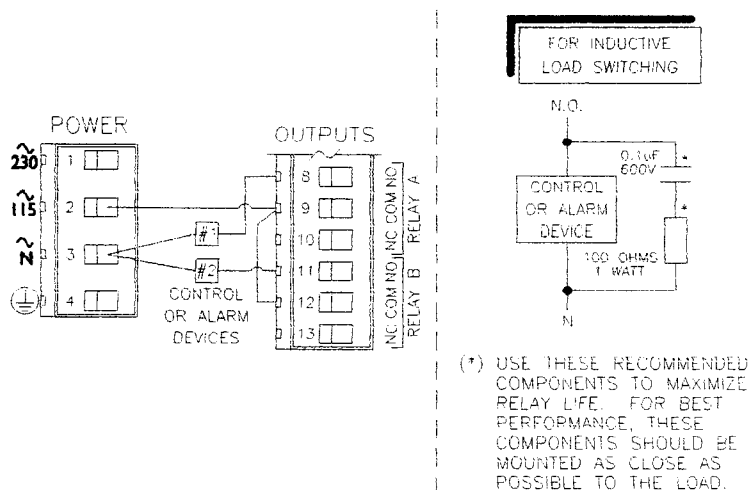 POWER
230
1
115
2
N
3
4
#1
#2
CONTROL
OR ALARM
DEVICES
OUTPUTS
8
9
10
11
12
13
NC COM NO
RELAY A
NC COM NO
RELAY B
FOR INDUCTIVE
LOAD SWITCHING
N.O.
0.1uF
600V
*
*
CONTROL
OR ALARM
DEVICE
100 OHMS
1 WATT
N
(*) USE THESE RECOMMENDED
COMPONENTS TO MAXIMIZE
RELAY LIFE. FOR BEST
PERFORMANCE, THESE
COMPONENTS SHOULD BE
MOUNTED AS CLOSE AS
POSSIBLE TO THE LOAD.